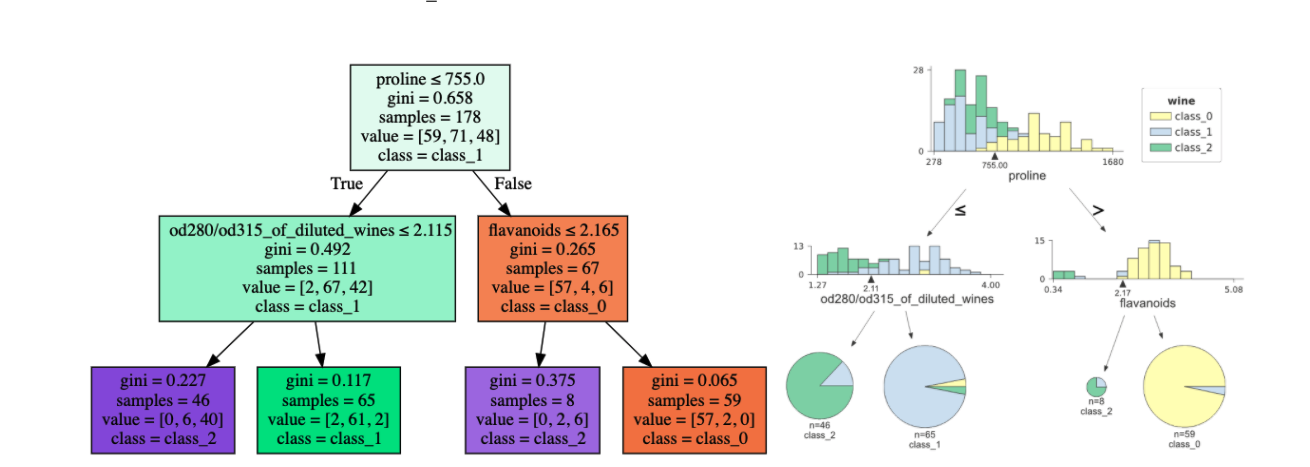 proline ≤ 755.0
gini = 0.658
samples = 178
value = [59, 71, 48]
class = class_1
True
False
od280/od315_of_diluted_wines ≤ 2.115
gini = 0.492
samples = 111
value = [2, 67, 42]
class = class_1
flavanoids ≤ 2.165
gini = 0.265
samples = 67
value = [57, 4, 6]
class = class_0
gini = 0.227
samples = 46
value = [0, 6, 40]
class = class_2
gini = 0.117
samples = 65
value = [2, 61, 2]
class = class_1
gini = 0.375
samples = 8
value = [0, 2, 6]
class = class_2
gini = 0.065
samples = 59
value = [57, 2, 0]
class = class_0
28
0
278
755.00
1680
proline
wine
class_0
class_1
class_2
≤
>
13
0
1.27
2.11
4.00
od280/od315_of_diluted_wines
15
0
0.34
2.17
5.08
flavanoids
n=46
class_2
n=65
class_1
n=8
class_2
n=59
class_0